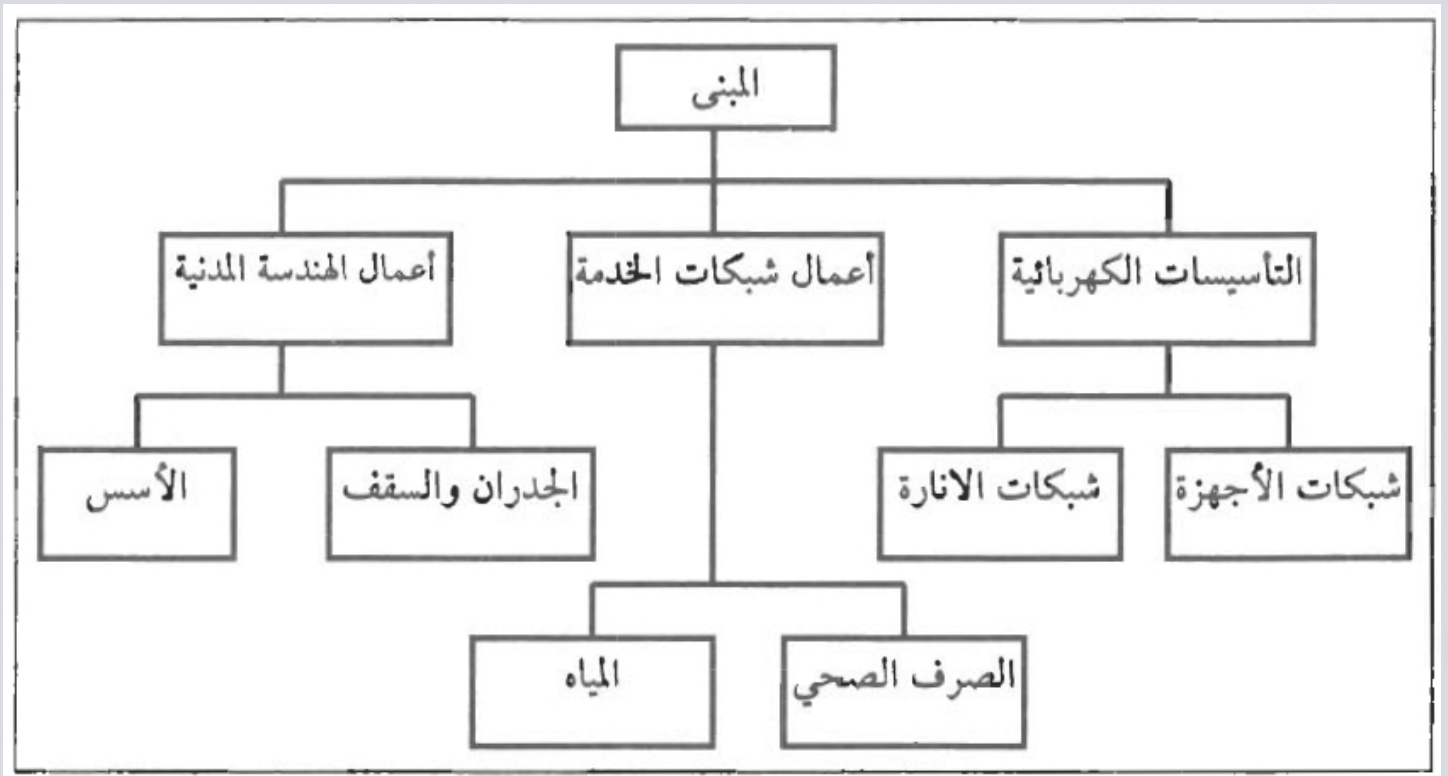 المبنى
التأسيسات الكهربائية
أعمال شبكات الخدمة
أعمال الهندسة المدنية
شبكات الأجهزة
شبكات الانارة
الجدران والسقف
الأسس
الصرف الصحي
المياه